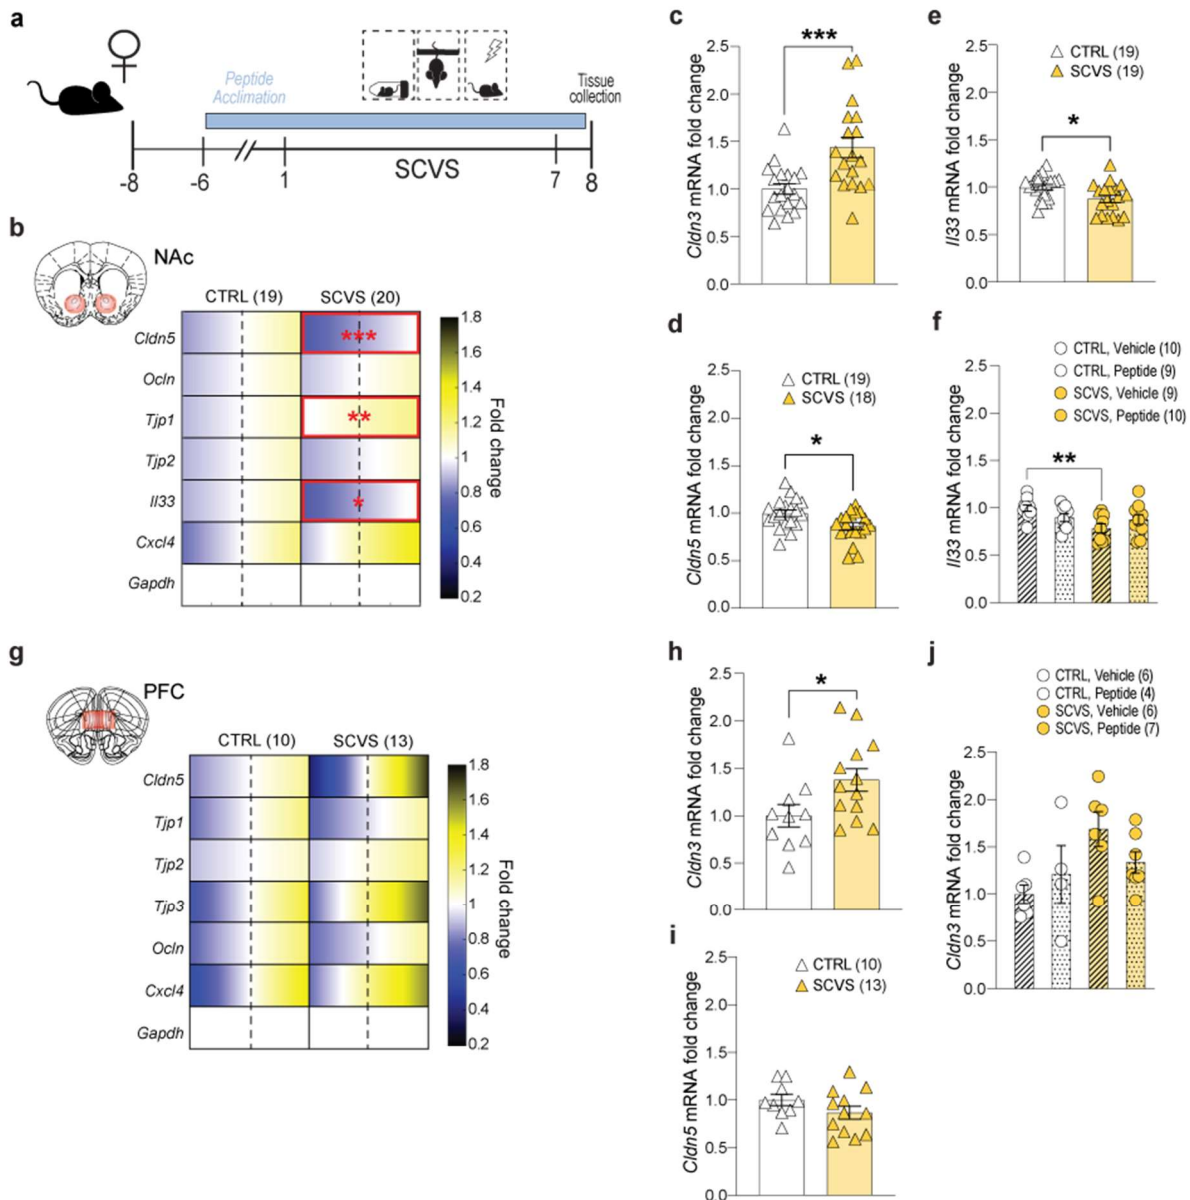 a
Peptide
Acclimation
Tissue
collection
SCVS
-8
-6
1
7
8
b
NAc
CTRL (19)
SCVS (20)
Cldn5
***
Ocln
Tjp1
**
Tjp2
Il33
*
Cxcl4
Gapdh
1.8
1.6
1.4
1.2
1
0.8
0.6
0.4
0.2
Fold change
c
***
Cldn3 mRNA fold change
2.5
2.0
1.5
1.0
0.5
0.0
d
CTRL (19)
SCVS (18)
*
Cldn5 mRNA fold change
2.5
2.0
1.5
1.0
0.5
0.0
e
CTRL (19)
SCVS (19)
*
Il33 mRNA fold change
2.5
2.0
1.5
1.0
0.5
0.0
f
CTRL, Vehicle (10)
CTRL, Peptide (9)
SCVS, Vehicle (9)
SCVS, Peptide (10)
**
Il33 mRNA fold change
2.5
2.0
1.5
1.0
0.5
0.0
g
PFC
CTRL (10)
SCVS (13)
Cldn5
Tjp1
Tjp2
Tjp3
Ocln
Cxcl4
Gapdh
1.8
1.6
1.4
1.2
1
0.8
0.6
0.4
0.2
Fold change
h
*
Cldn3 mRNA fold change
2.5
2.0
1.5
1.0
0.5
0.0
i
CTRL (10)
SCVS (13)
Cldn5 mRNA fold change
2.5
2.0
1.5
1.0
0.5
0.0
j
CTRL, Vehicle (6)
CTRL, Peptide (4)
SCVS, Vehicle (6)
SCVS, Peptide (7)
Cldn3 mRNA fold change
2.5
2.0
1.5
1.0
0.5
0.0